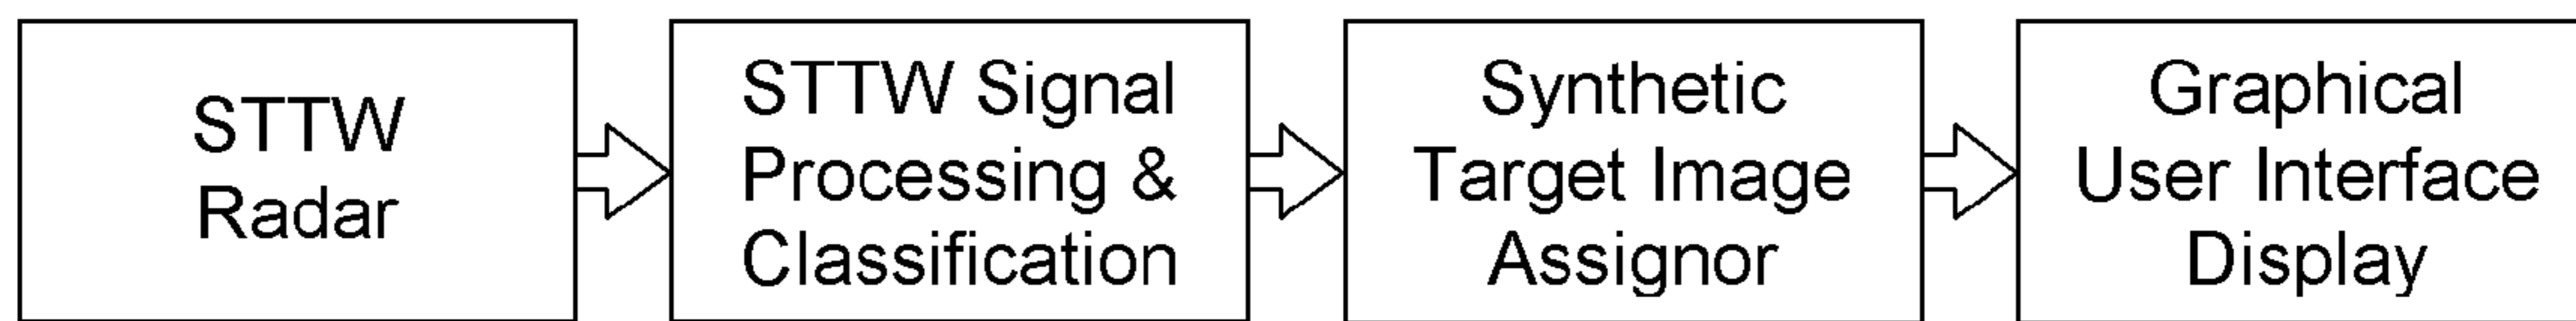 STTW
Radar
STTW Signal
Processing &
Classification
Synthetic
Target Image
Assignor
Graphical
User Interface
Display